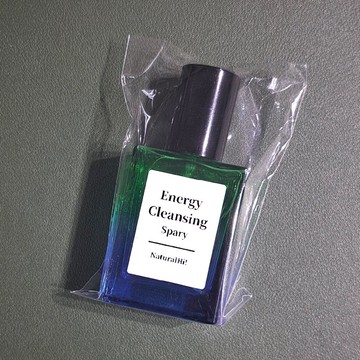 Energy
Cleansing
Spary
NaturalHi!